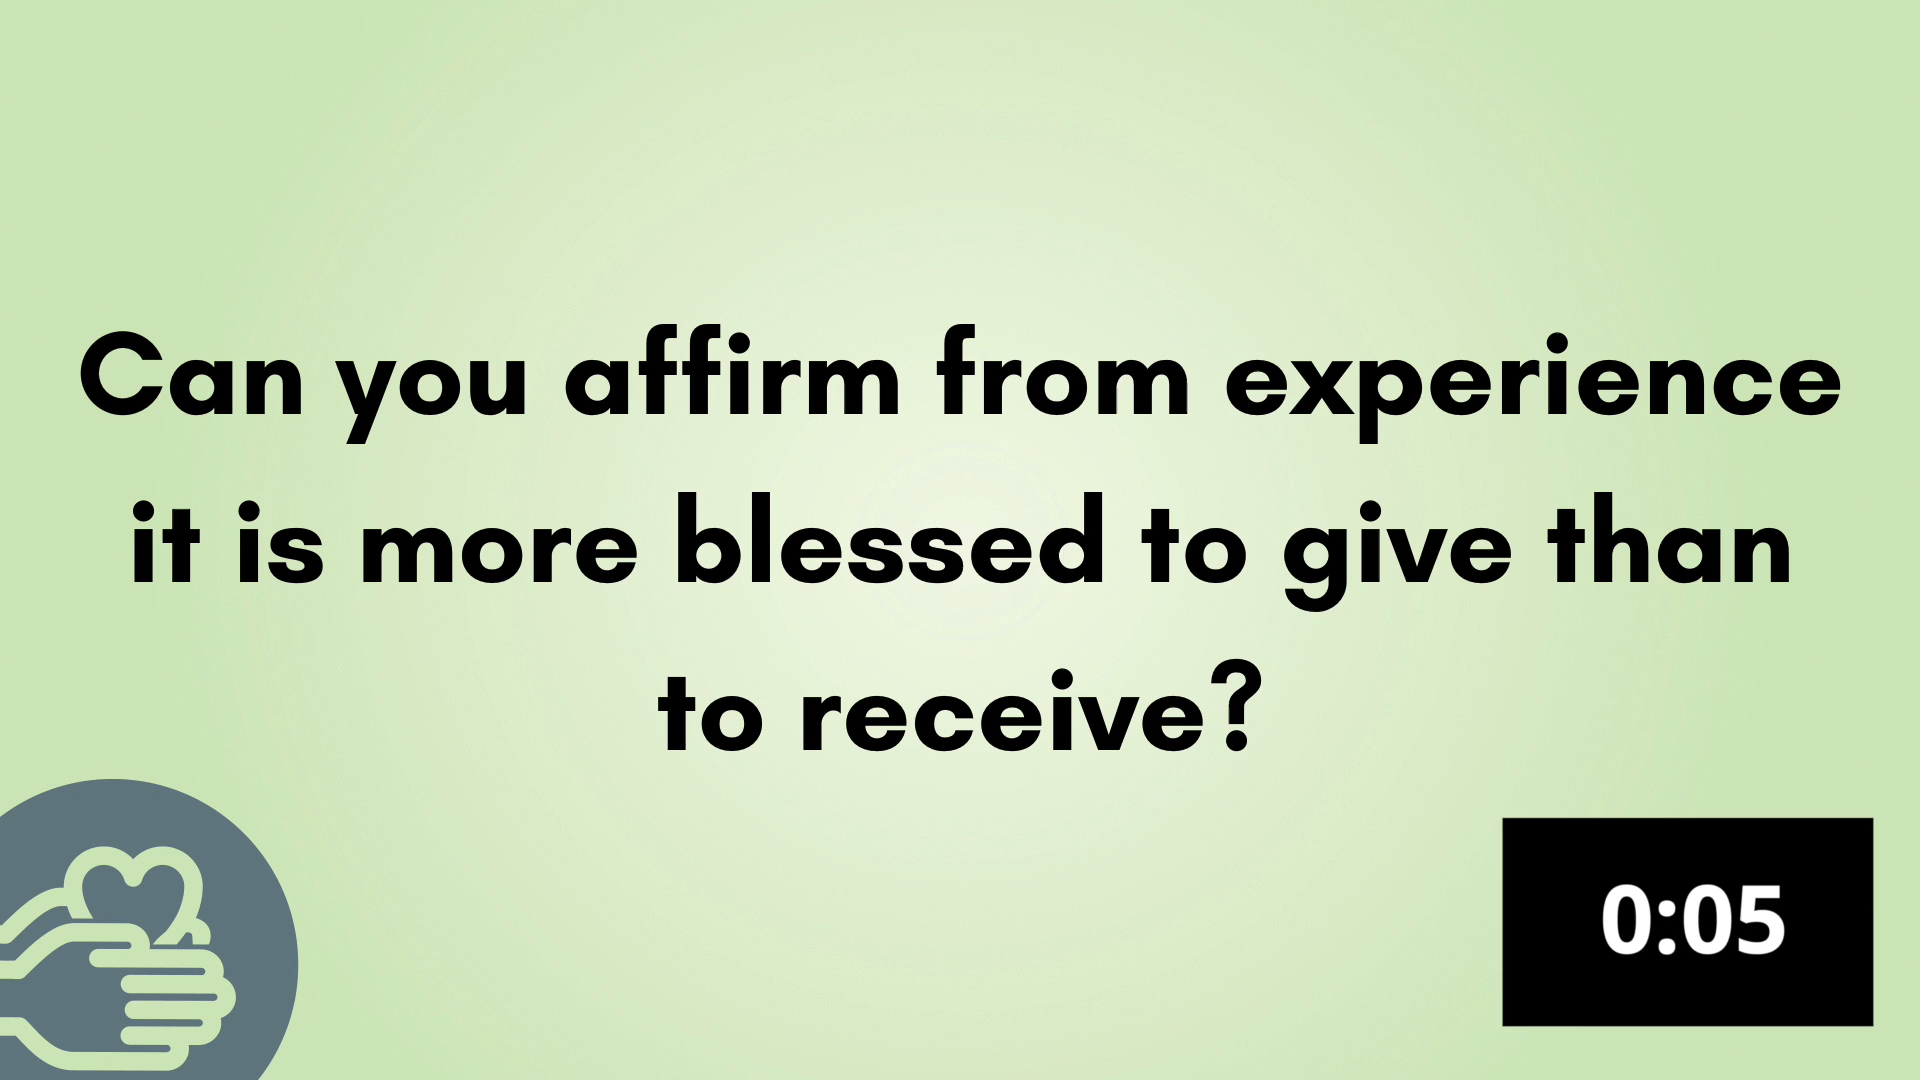 Can you affirm from experience
it is more blessed to give than
to receive?
0:05